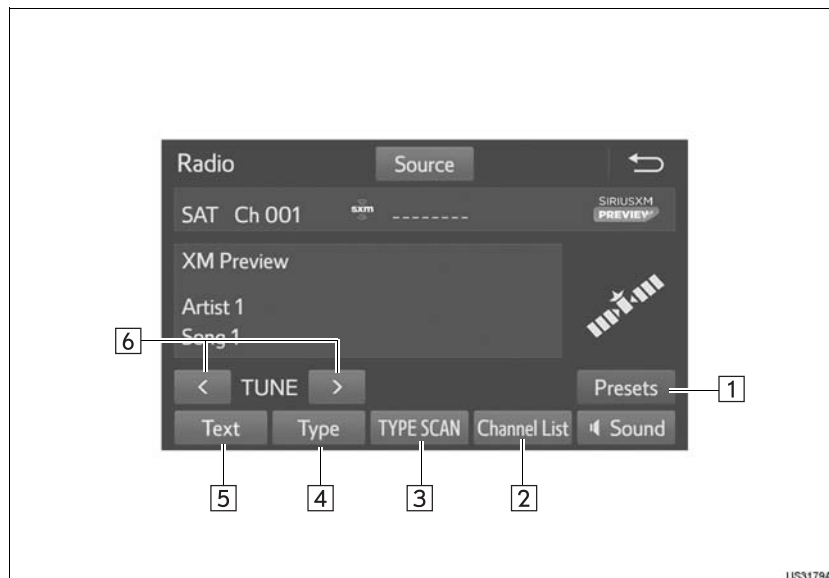 Radio
Source
SAT Ch 001
sxm
--------
SIRIUSXM
PREVIEW
XM Preview
Artist 1
Song 1
6
< TUNE >
Presets
1
Text
Type
TYPE SCAN
Channel List
Sound
5
4
3
2
US3179A